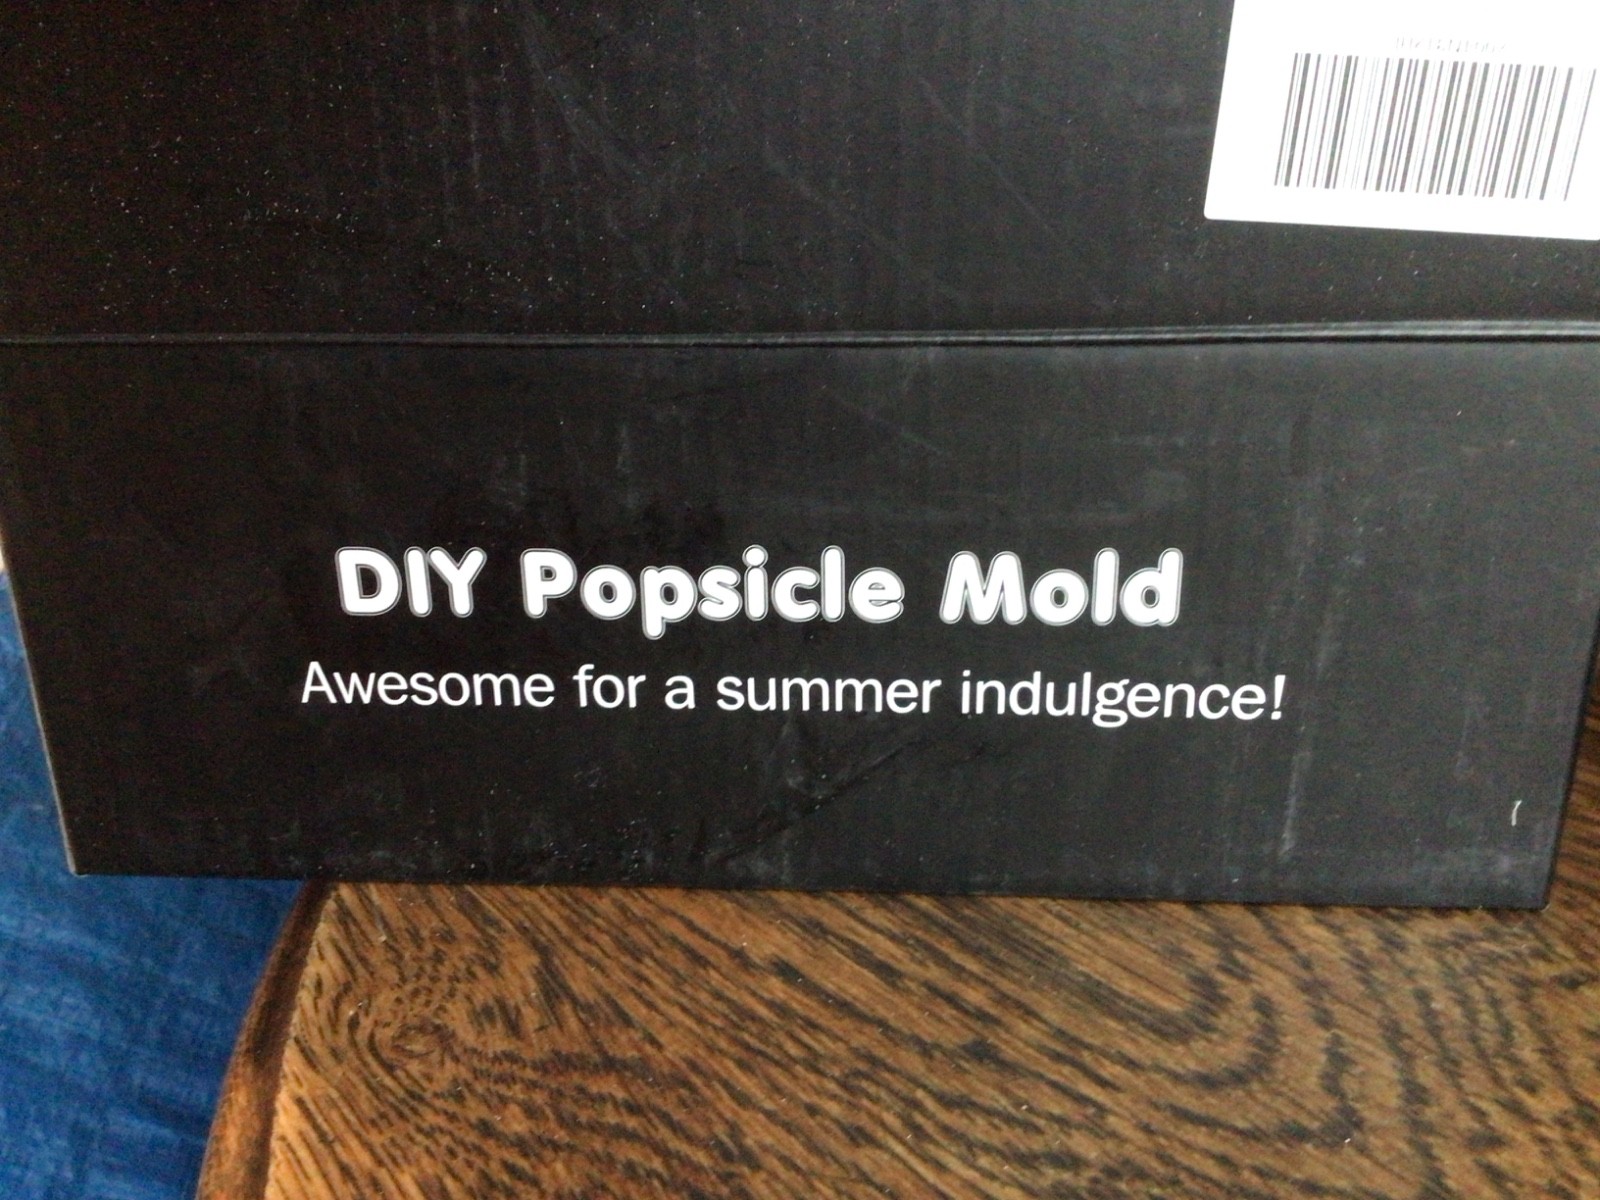 DIY Popsicle Mold
Awesome for a summer indulgence!